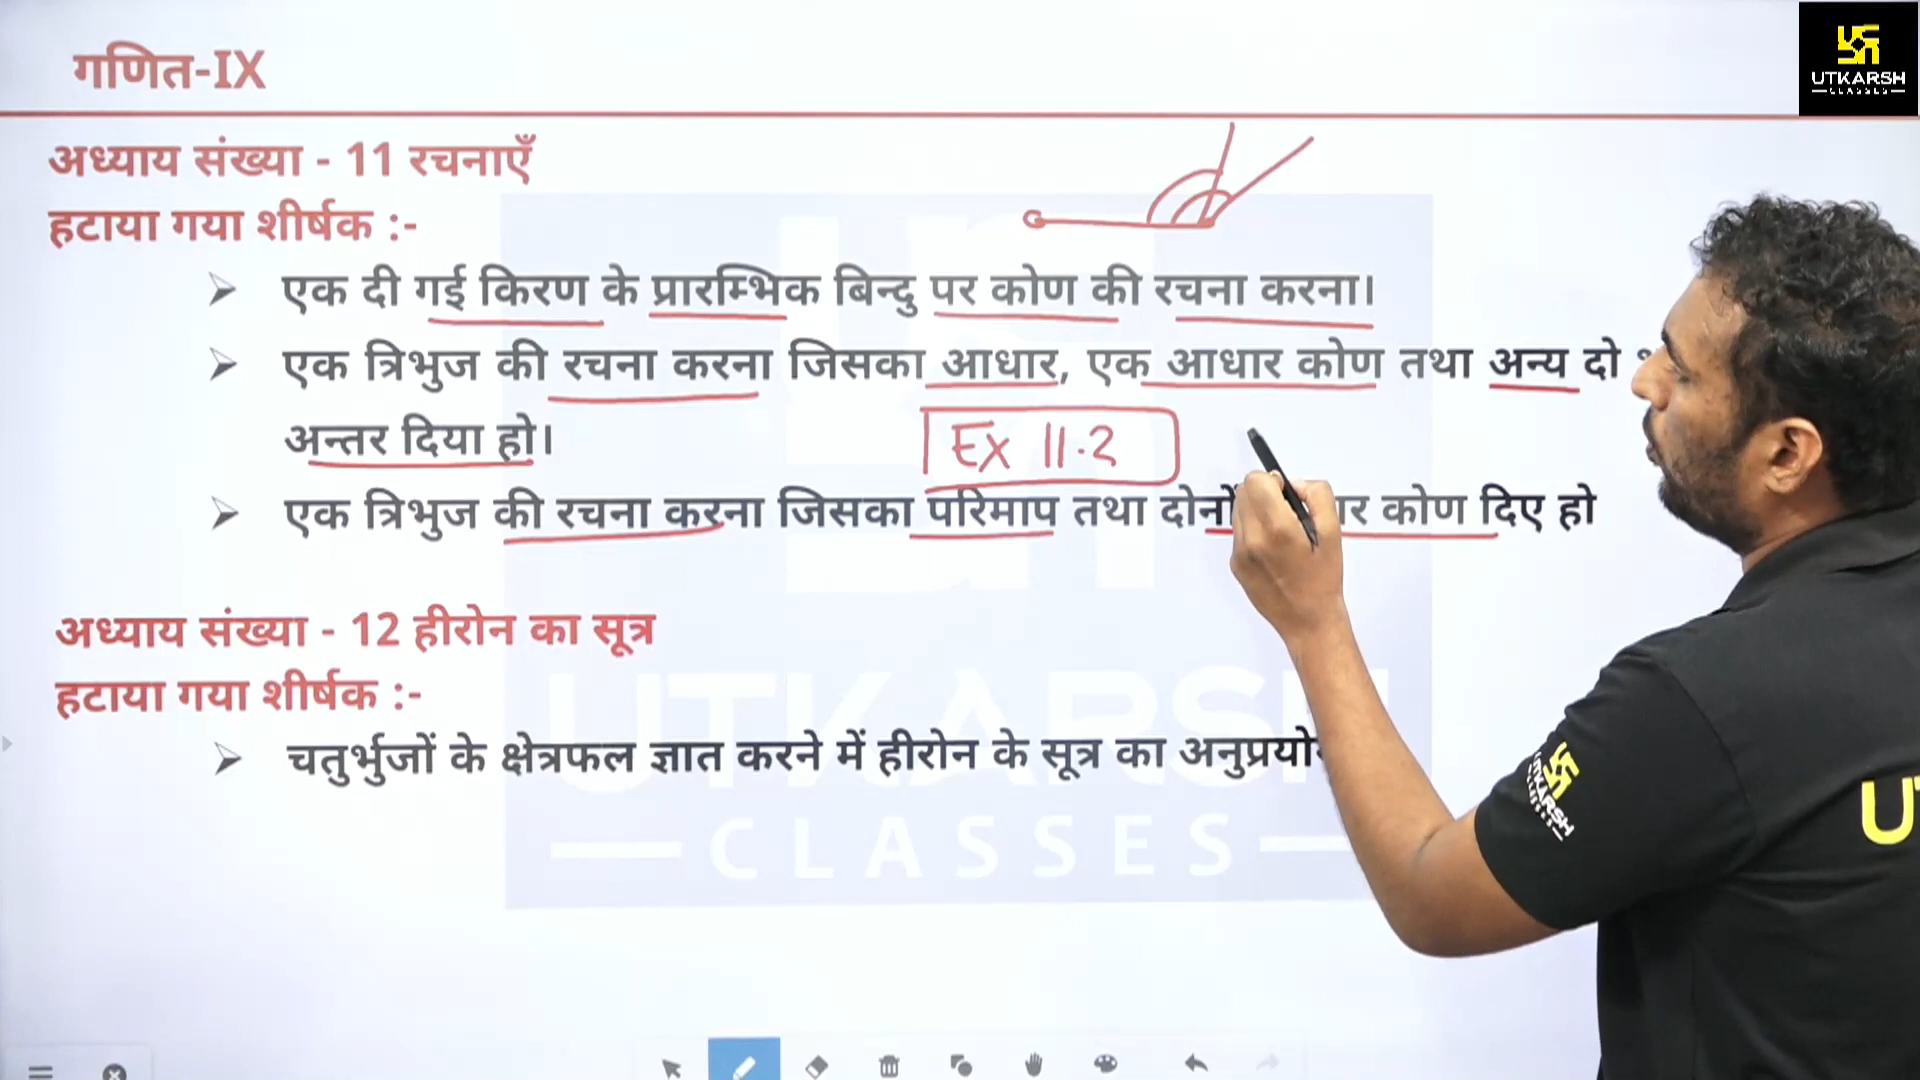 गणित-IX
UTKARSH
CLASSES
अध्याय संख्या - 11 रचनाएँ
हटाया गया शीर्षक :-
एक दी गई किरण के प्रारम्भिक बिन्दु पर कोण की रचना करना।
एक त्रिभुज की रचना करना जिसका आधार, एक आधार कोण तथा अन्य दो
अन्तर दिया हो।
Ex 11.2
एक त्रिभुज की रचना करना जिसका परिमाप तथा कोण दिए हो
अध्याय संख्या - 12 हीरोन का सूत्र
हटाया गया शीर्षक :-
चतुर्भुजों के क्षेत्रफल ज्ञात करने में हीरोन के सूत्र का
UTKARSH
CLASSES
UTKARSH